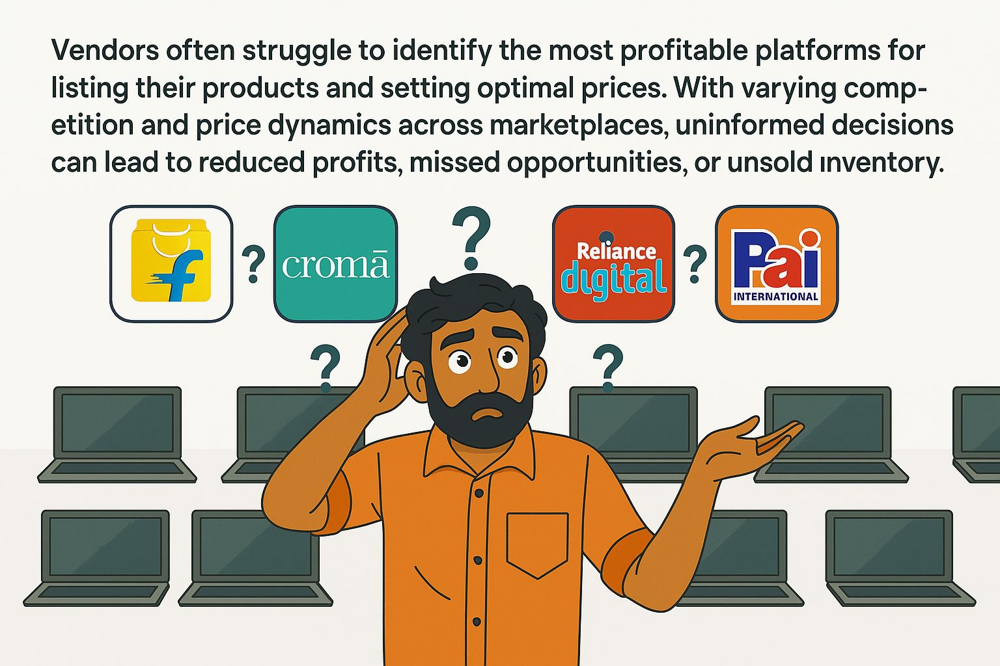 Vendors often struggle to identify the most profitable platforms for
listing their products and setting optimal prices. With varying comp-
etition and price dynamics across marketplaces, uninformed decisions
can lead to reduced profits, missed opportunities, or unsold ınventory.
?
f
?
cromā
Reliance
dıgital
?
Pai
INTERNATIONAL
?
?